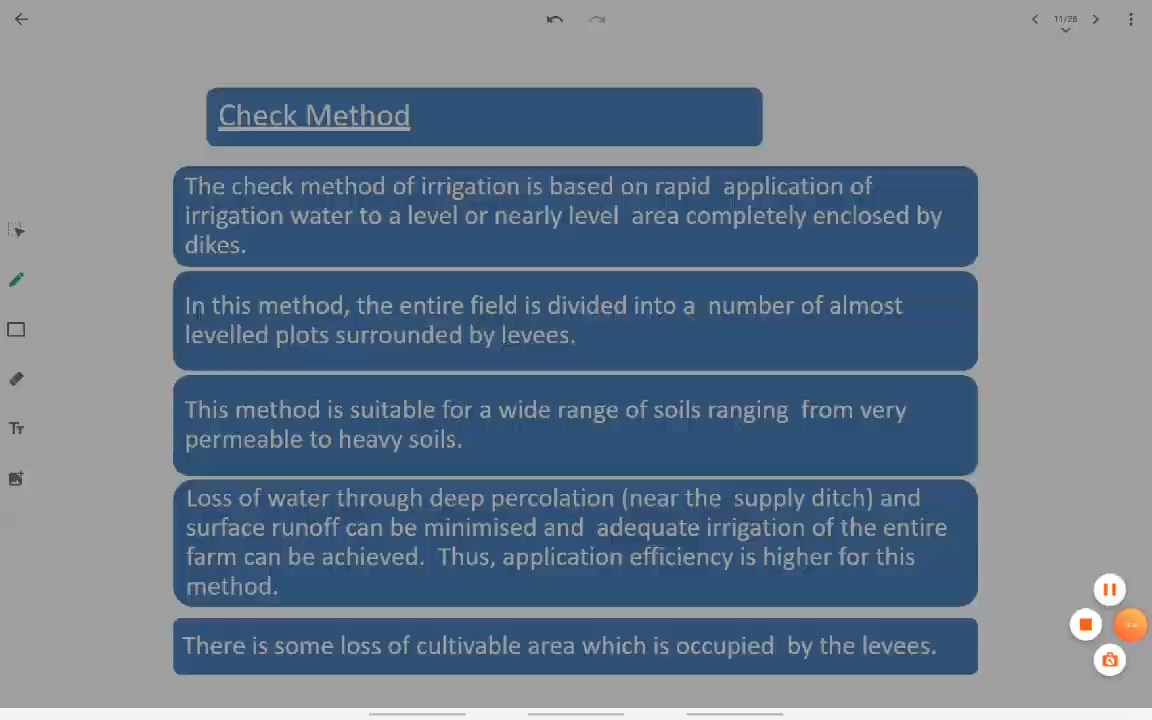 11/28
Check Method
The check method of irrigation is based on rapid application of
irrigation water to a level or nearly level area completely enclosed by
dikes.
In this method, the entire field is divided into a number of almost
levelled plots surrounded by levees.
This method is suitable for a wide range of soils ranging from very
permeable to heavy soils.
Loss of water through deep percolation (near the supply ditch) and
surface runoff can be minimised and adequate irrigation of the entire
farm can be achieved. Thus, application efficiency is higher for this
method.
There is some loss of cultivable area which is occupied by the levees.
TT